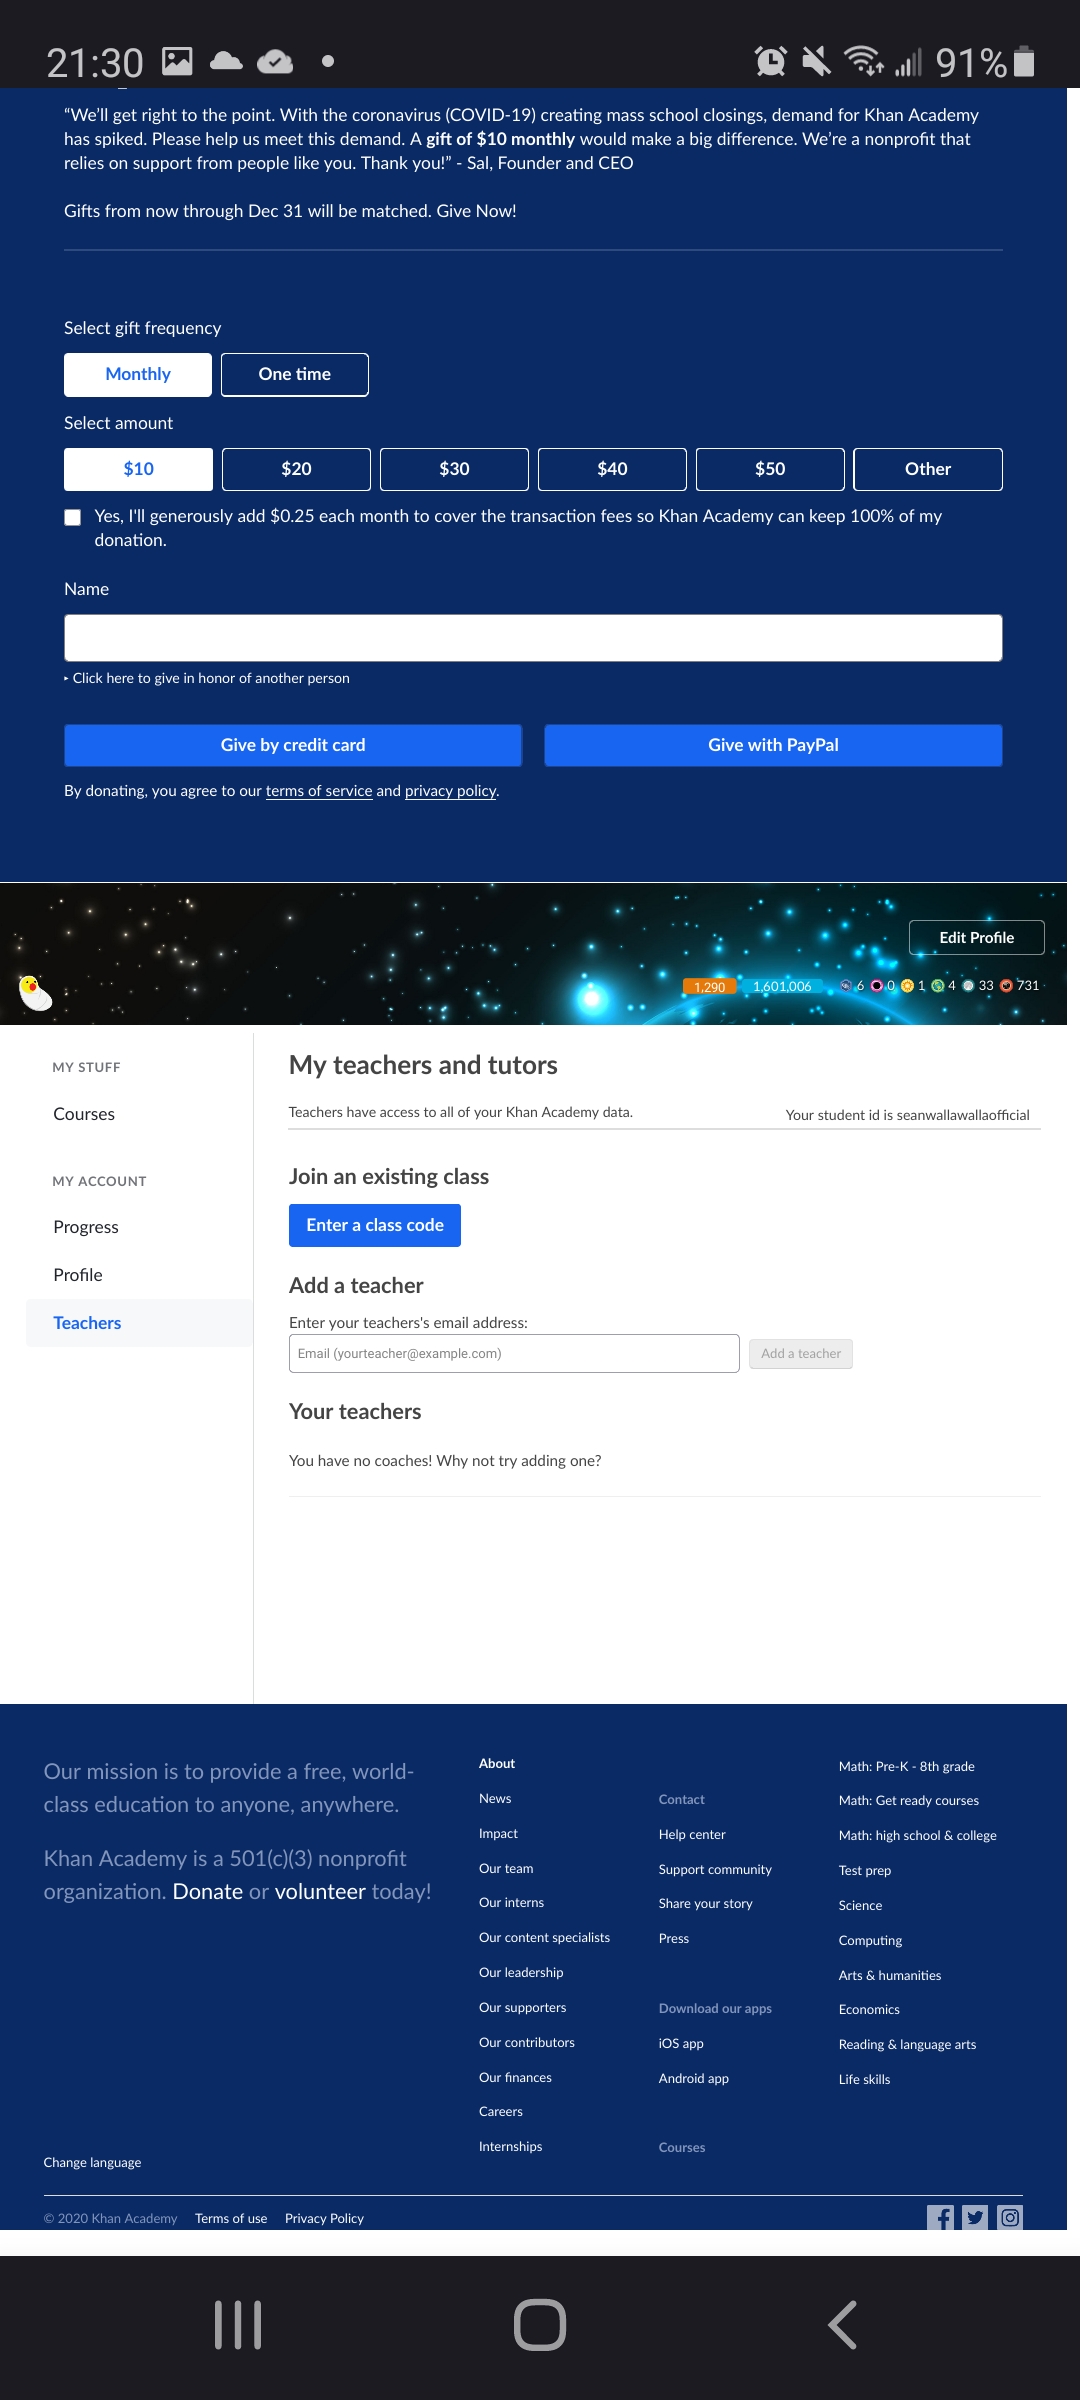 21:30
91%
“We’ll get right to the point. With the coronavirus (COVID-19) creating mass school closings, demand for Khan Academy
has spiked. Please help us meet this demand. A gift of $10 monthly would make a big difference. We’re a nonprofit that
relies on support from people like you. Thank you!” - Sal, Founder and CEO
Gifts from now through Dec 31 will be matched. Give Now!
Select gift frequency
Monthly
One time
Select amount
$10
$20
$30
$40
$50
Other
Yes, I'll generously add $0.25 each month to cover the transaction fees so Khan Academy can keep 100% of my
donation.
Name
‣ Click here to give in honor of another person
Give by credit card
Give with PayPal
By donating, you agree to our terms of service and privacy policy.
Edit Profile
1,290
1,601,006
6
0
1
4
33
731
MY STUFF
Courses
MY ACCOUNT
Progress
Profile
Teachers
My teachers and tutors
Teachers have access to all of your Khan Academy data.
Your student id is seanwallawallaofficial
Join an existing class
Enter a class code
Add a teacher
Enter your teachers's email address:
Email (yourteacher@example.com)
Add a teacher
Your teachers
You have no coaches! Why not try adding one?
Our mission is to provide a free, world-
class education to anyone, anywhere.
Khan Academy is a 501(c)(3) nonprofit
organization. Donate or volunteer today!
Change language
About
News
Impact
Our team
Our interns
Our content specialists
Our leadership
Our supporters
Our contributors
Our finances
Careers
Internships
Contact
Help center
Support community
Share your story
Press
Download our apps
iOS app
Android app
Courses
Math: Pre-K - 8th grade
Math: Get ready courses
Math: high school & college
Test prep
Science
Computing
Arts & humanities
Economics
Reading & language arts
Life skills
© 2020 Khan Academy
Terms of use
Privacy Policy